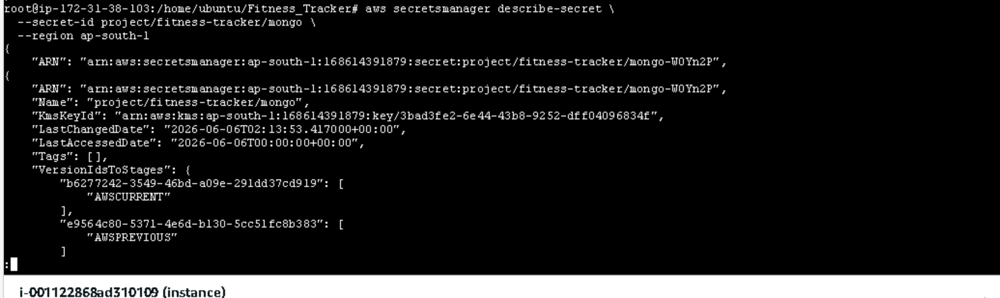 root@ip-172-31-38-103:/home/ubuntu/Fitness_Tracker# aws secretsmanager describe-secret \
  --secret-id project/fitness-tracker/mongo \
  --region ap-south-1
{
    "ARN": "arn:aws:secretsmanager:ap-south-1:168614391879:secret:project/fitness-tracker/mongo-W0Yn2P",
{
    "ARN": "arn:aws:secretsmanager:ap-south-1:168614391879:secret:project/fitness-tracker/mongo-W0Yn2P",
    "Name": "project/fitness-tracker/mongo",
    "KmsKeyId": "arn:aws:kms:ap-south-1:168614391879:key/3bad3fe2-6e44-43b8-9252-dff04096834f",
    "LastChangedDate": "2026-06-06T02:13:53.417000+00:00",
    "LastAccessedDate": "2026-06-06T00:00:00+00:00",
    "Tags": [],
    "VersionIdsToStages": {
        "b6277242-3549-46bd-a09e-291dd37cd919": [
            "AWSCURRENT"
        ],
        "e9564c80-5371-4e6d-b130-5cc51fc8b383": [
            "AWSPREVIOUS"
        ]
:
i-001122868ad310109 (instance)